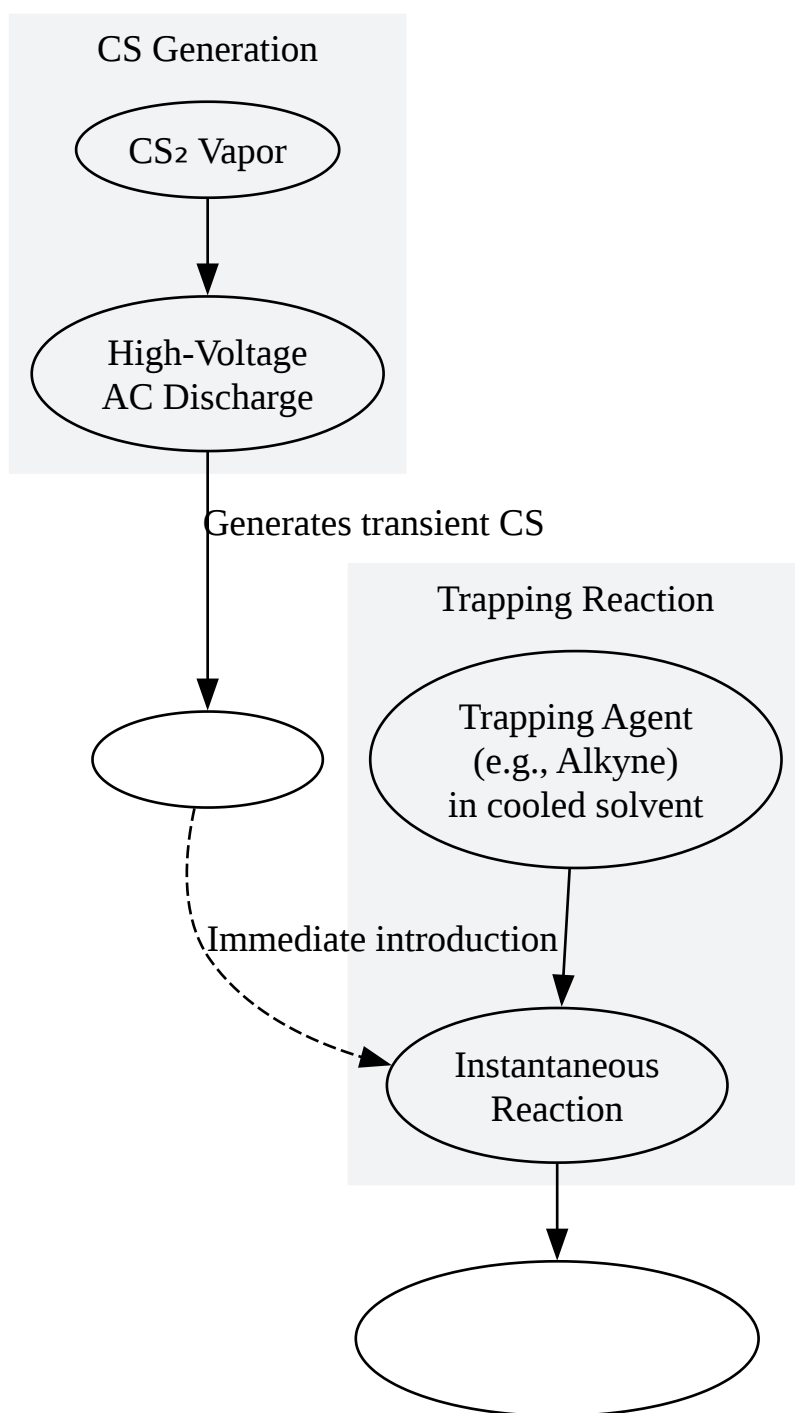 CS Generation
CS₂ Vapor
High-Voltage
AC Discharge
Generates transient CS
Trapping Reaction
Trapping Agent
(e.g., Alkyne)
in cooled solvent
Immediate introduction
Instantaneous
Reaction